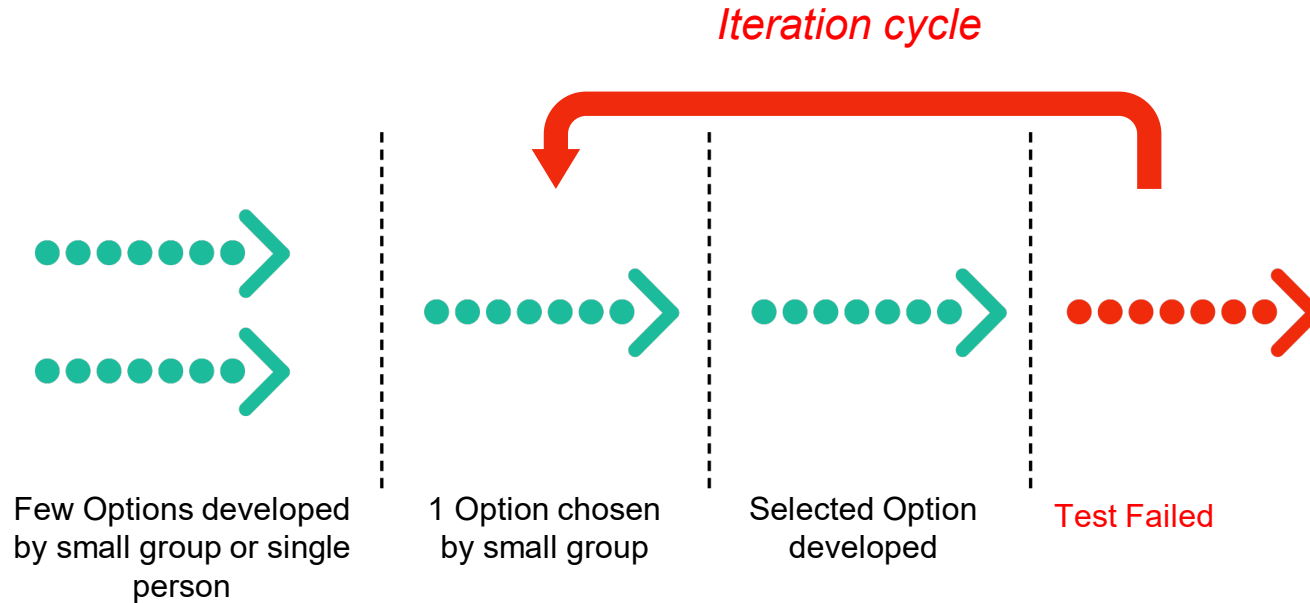 Iteration cycle
Few Options developed
by small group or single
person
1 Option chosen
by small group
Selected Option
developed
Test Failed